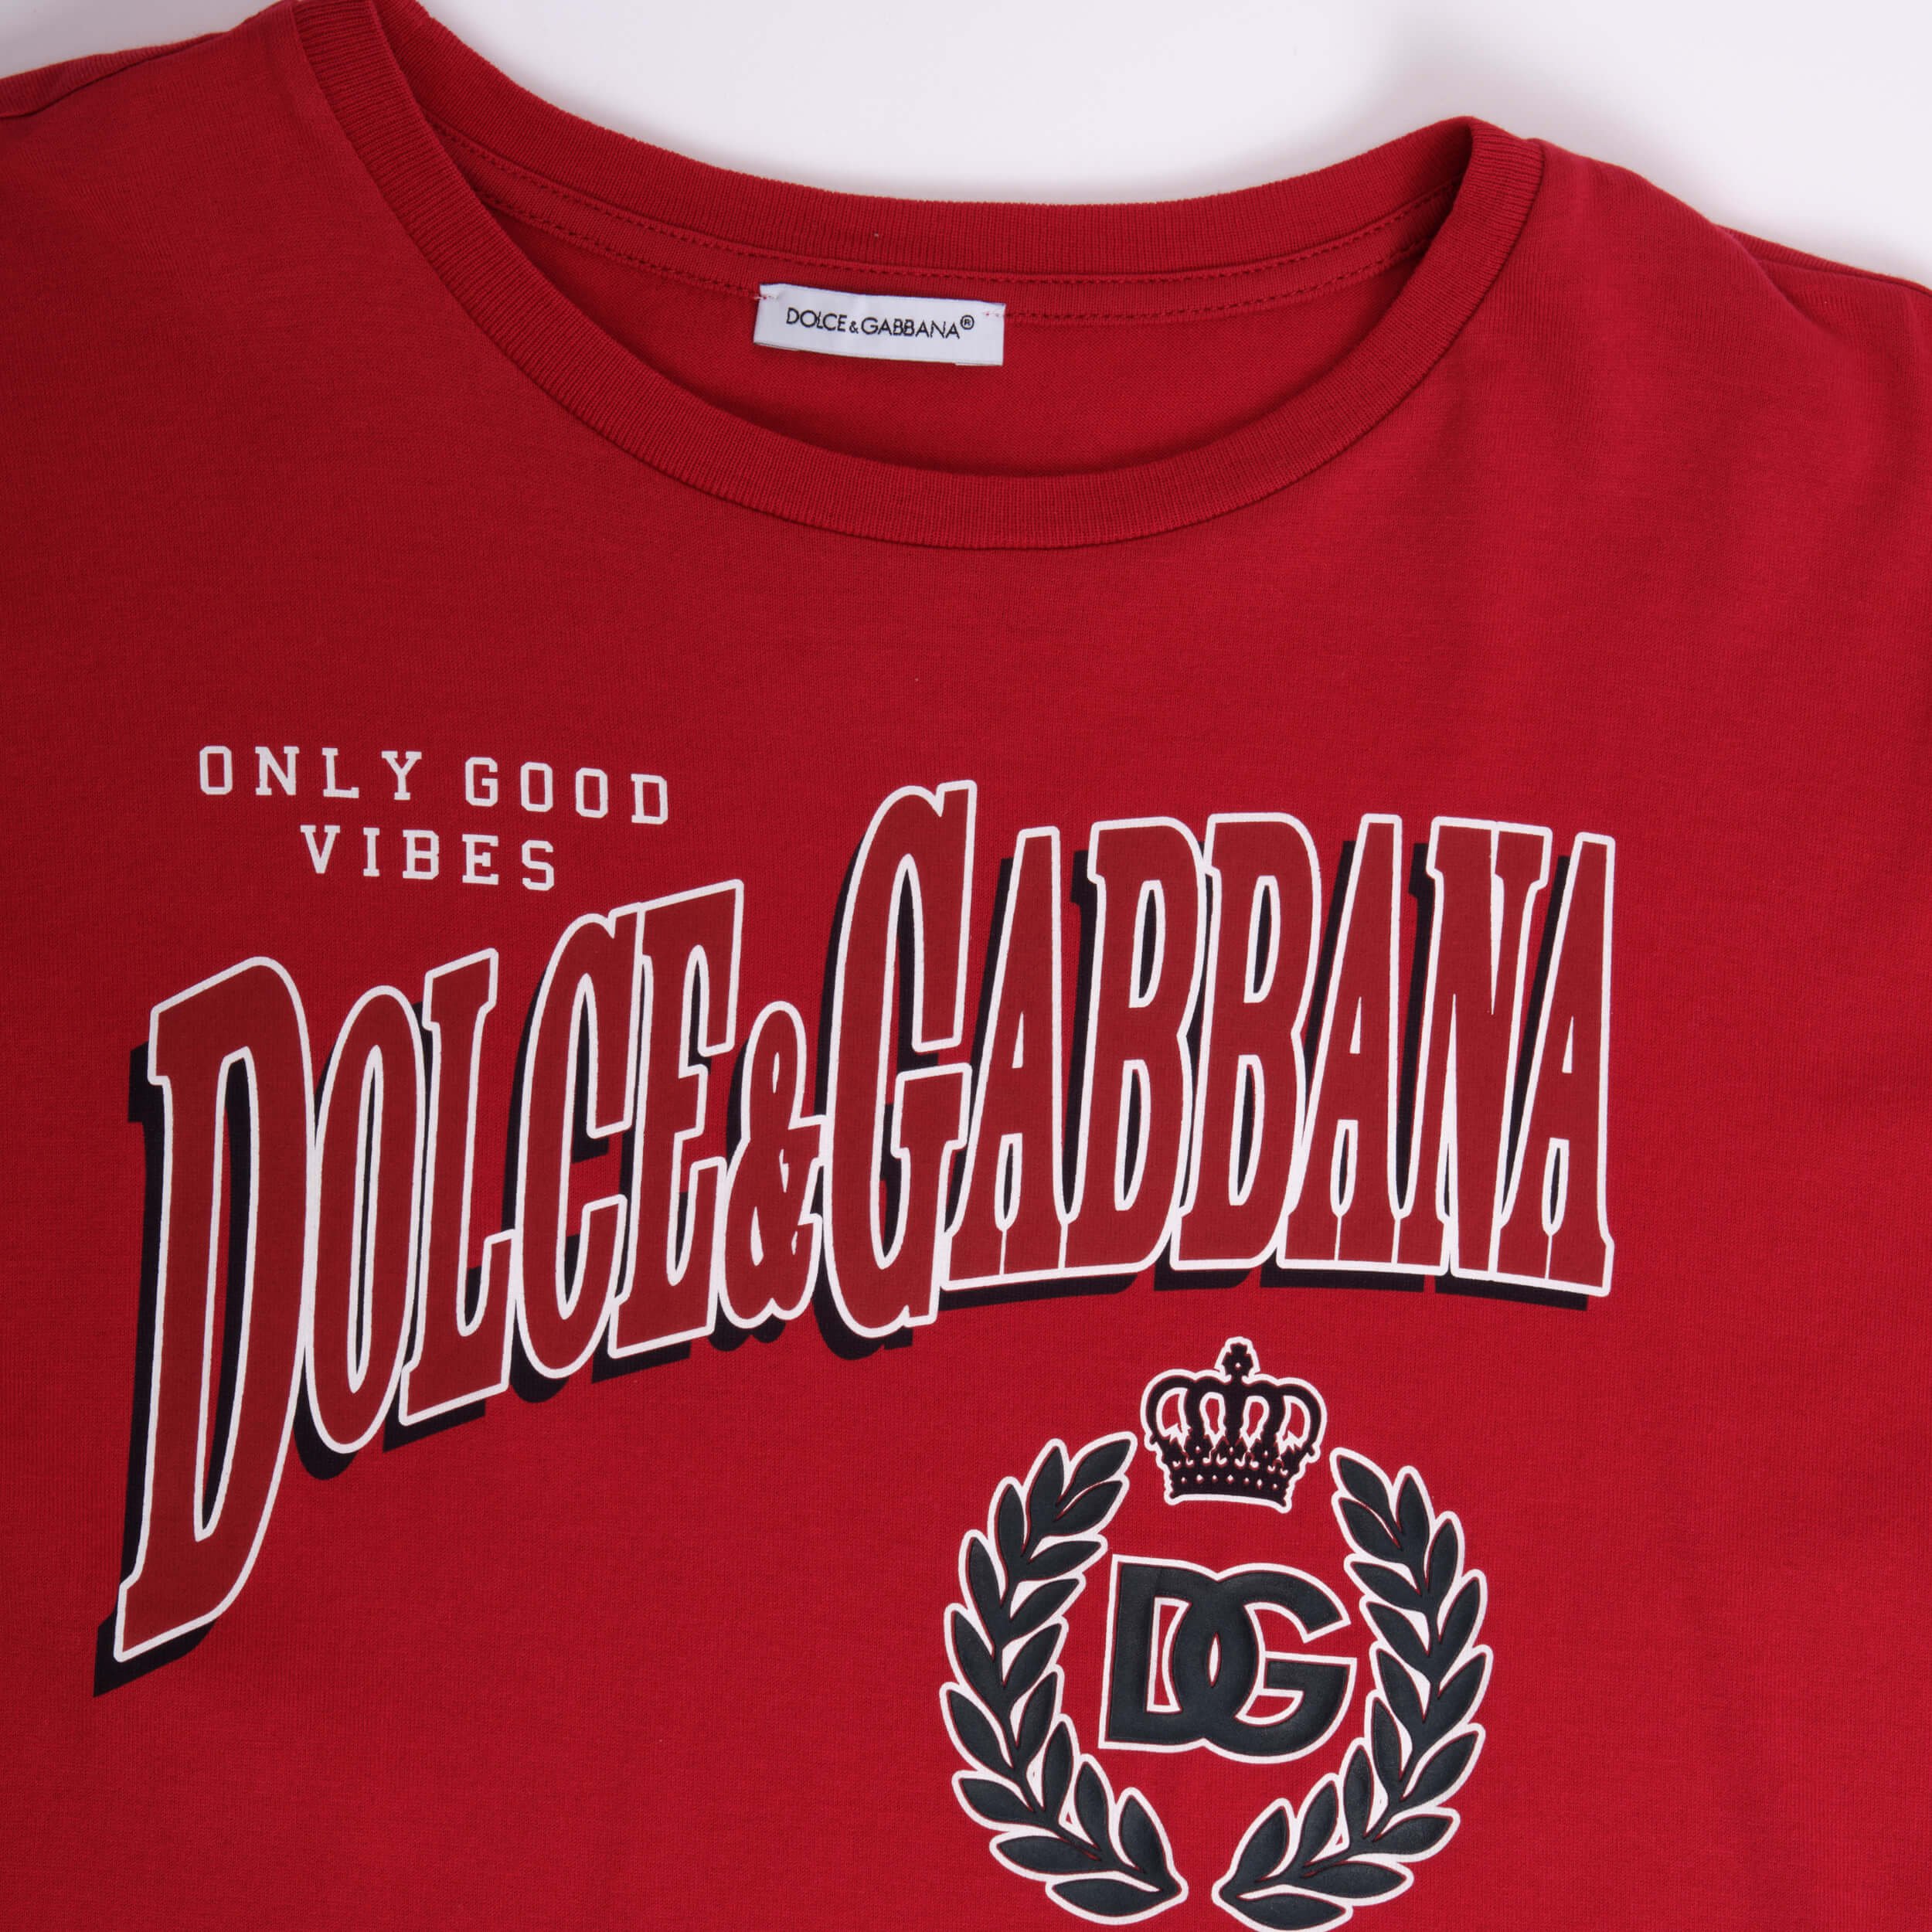 DOLCE & GABBANA®
ONLY GOOD
VIBES
DOLCE&GABBANA
DG